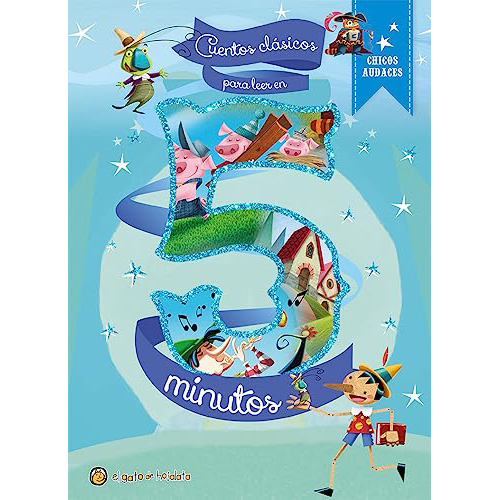 Cuentos clásicos
para leer en
CHICOS
AUDACES
5
minutos
el gato de hojalata